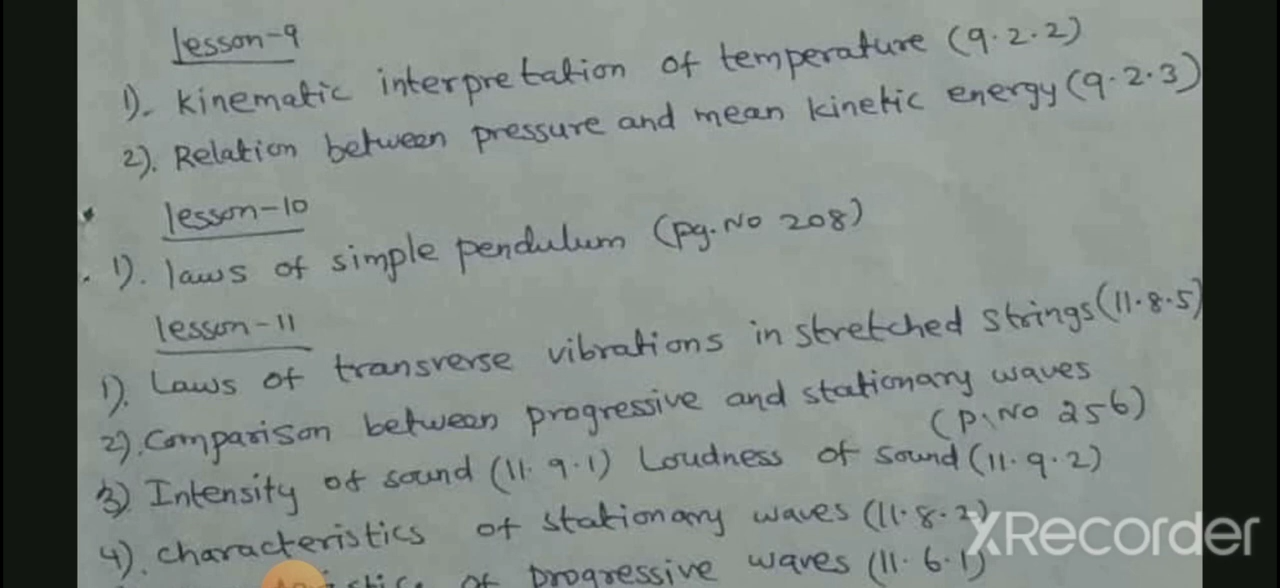 lesson-9
1). Kinematic interpretation of temperature (9.2.2)
2). Relation between pressure and mean kinetic energy (9.2.3)
lesson-10
1). laws of simple pendulum (pg. No 208)
lesson-11
1). Laws of transverse vibrations in stretched strings (11.8.5)
2). Comparison between progressive and stationary waves
(P. No 256)
3) Intensity of sound (11.9.1) Loudness of sound (11.9.2)
4). characteristics of stationary waves (11.8.2)
XRecorder
of progressive waves (11.6.1)